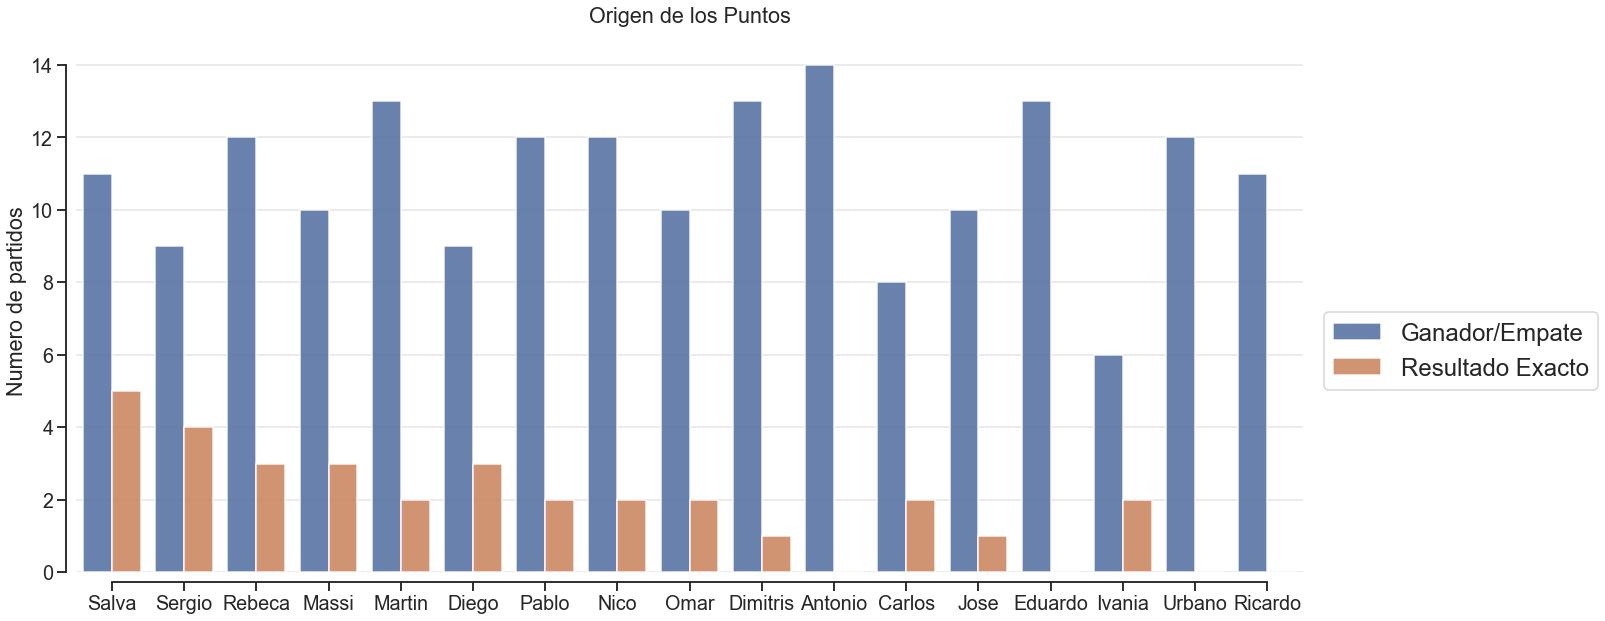 Origen de los Puntos
Numero de partidos
14
12
10
8
6
4
2
0
Salva Sergio Rebeca Massi Martin Diego Pablo Nico Omar Dimitris Antonio Carlos Jose Eduardo Ivania Urbano Ricardo
Ganador/Empate
Resultado Exacto